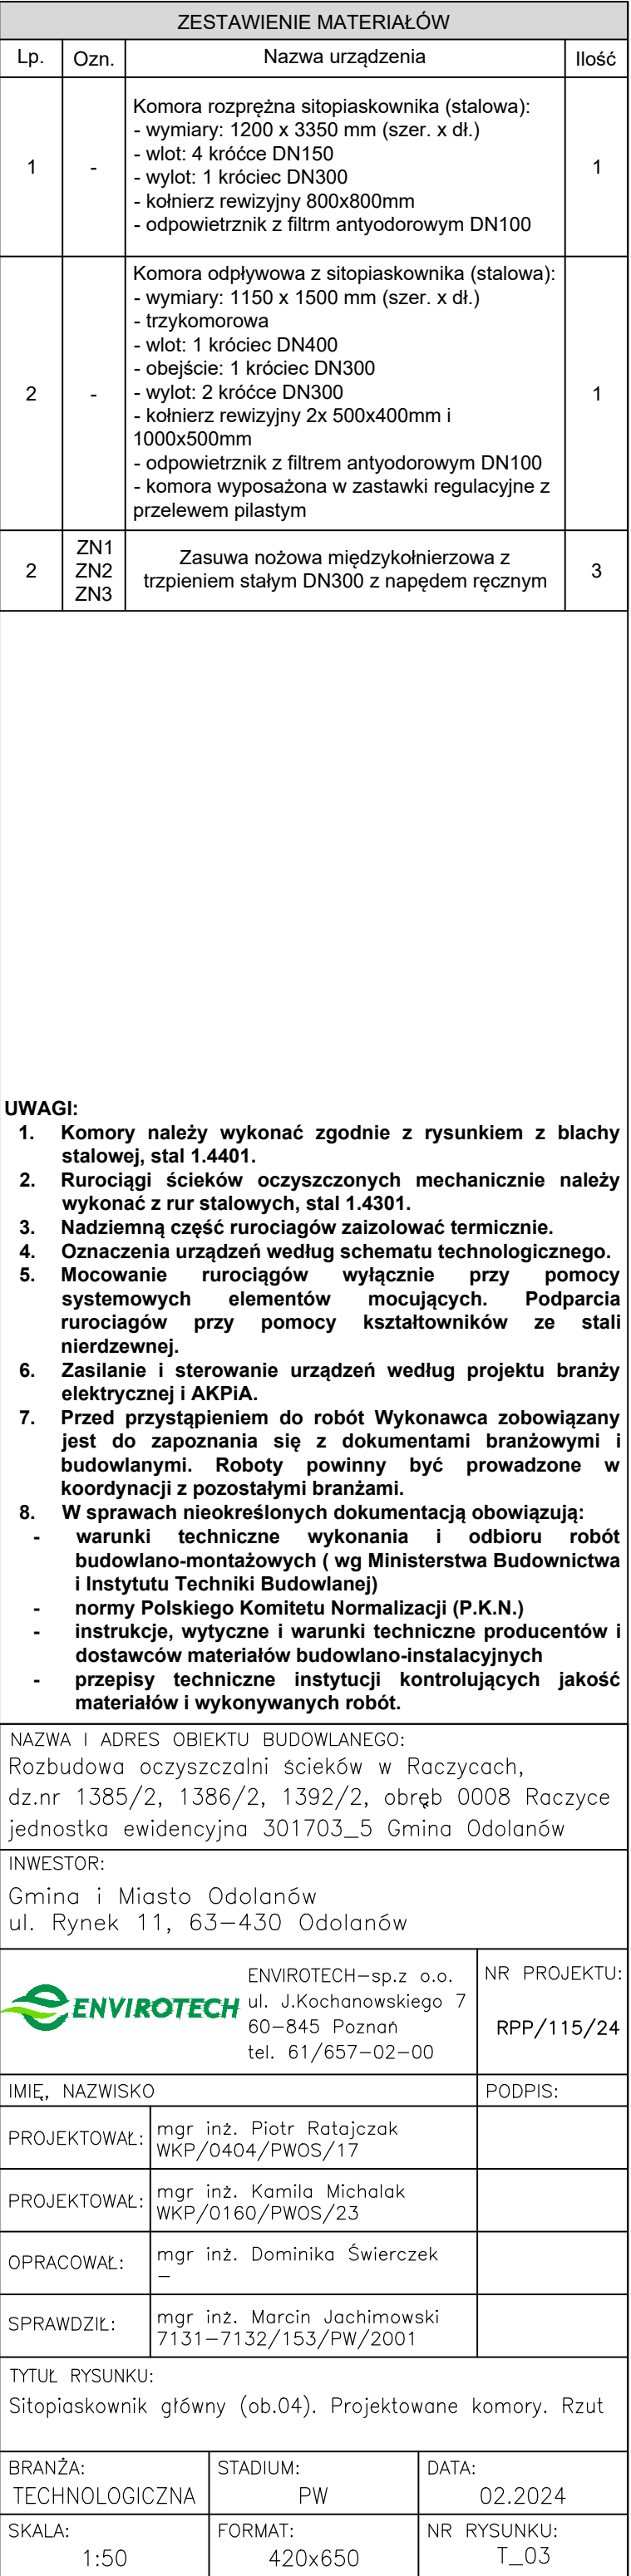 ZESTAWIENIE MATERIAŁÓW
Lp. Ozn. Nazwa urządzenia Ilość
Komora rozprężna sitopiaskownika (stalowa):
- wymiary: 1200 x 3350 mm (szer. x dł.)
- wlot: 4 króćce DN150
1 - - wylot: 1 króciec DN300 1
- kołnierz rewizyjny 800x800mm
- odpowietrznik z filtrm antyodorowym DN100
Komora odpływowa z sitopiaskownika (stalowa):
- wymiary: 1150 x 1500 mm (szer. x dł.)
- trzykomorowa
- wlot: 1 króciec DN400
- obejście: 1 króciec DN300
2 - - wylot: 2 króćce DN300 1
- kołnierz rewizyjny 2x 500x400mm i
1000x500mm
- odpowietrznik z filtrem antyodorowym DN100
- komora wyposażona w zastawki regulacyjne z
przelewem pilastym
ZN1
2 ZN2 Zasuwa nożowa międzykołnierzowa z 3
ZN3 trzpieniem stałym DN300 z napędem ręcznym
UWAGI:
1. Komory należy wykonać zgodnie z rysunkiem z blachy
stalowej, stal 1.4401.
2. Rurociągi ścieków oczyszczonych mechanicznie należy
wykonać z rur stalowych, stal 1.4301.
3. Nadziemną część rurociagów zaizolować termicznie.
4. Oznaczenia urządzeń według schematu technologicznego.
5. Mocowanie rurociągów wyłącznie przy pomocy
systemowych elementów mocujących. Podparcia
rurociagów przy pomocy kształtowników ze stali
nierdzewnej.
6. Zasilanie i sterowanie urządzeń według projektu branży
elektrycznej i AKPiA.
7. Przed przystąpieniem do robót Wykonawca zobowiązany
jest do zapoznania się z dokumentami branżowymi i
budowlanymi. Roboty powinny być prowadzone w
koordynacji z pozostałymi branżami.
8. W sprawach nieokreślonych dokumentacją obowiązują:
- warunki techniczne wykonania i odbioru robót
budowlano-montażowych ( wg Ministerstwa Budownictwa
i Instytutu Techniki Budowlanej)
- normy Polskiego Komitetu Normalizacji (P.K.N.)
- instrukcje, wytyczne i warunki techniczne producentów i
dostawców materiałów budowlano-instalacyjnych
- przepisy techniczne instytucji kontrolujących jakość
materiałów i wykonywanych robót.
NAZWA I ADRES OBIEKTU BUDOWLANEGO:
Rozbudowa oczyszczalni ścieków w Raczycach,
dz.nr 1385/2, 1386/2, 1392/2, obręb 0008 Raczyce
jednostka ewidencyjna 301703_5 Gmina Odolanów
INWESTOR:
Gmina i Miasto Odolanów
ul. Rynek 11, 63-430 Odolanów
ENVIROTECH
ENVIROTECH-sp.z o.o.
ul. J.Kochanowskiego 7
60-845 Poznań
tel. 61/657-02-00
NR PROJEKTU:
RPP/115/24
IMIĘ, NAZWISKO PODPIS:
PROJEKTOWAŁ: mgr inż. Piotr Ratajczak
WKP/0404/PWOS/17
PROJEKTOWAŁ: mgr inż. Kamila Michalak
WKP/0160/PWOS/23
OPRACOWAŁ: mgr inż. Dominika Świerczek
-
SPRAWDZIŁ: mgr inż. Marcin Jachimowski
7131-7132/153/PW/2001
TYTUŁ RYSUNKU:
Sitopiaskownik główny (ob.04). Projektowane komory. Rzut
BRANŻA: STADIUM: DATA:
TECHNOLOGICZNA PW 02.2024
SKALA: FORMAT: NR RYSUNKU:
1:50 420x650 T_03